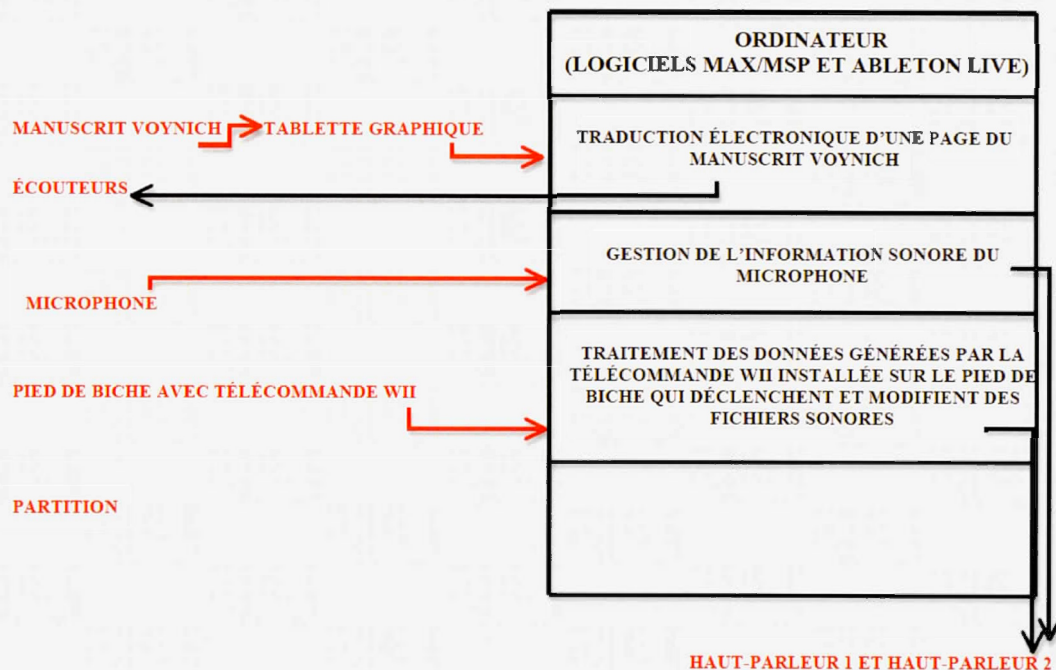 ORDINATEUR
(LOGICIELS MAX/MSP ET ABLETON LIVE)
MANUSCRIT VOYNICH
TABLETTE GRAPHIQUE
TRADUCTION ÉLECTRONIQUE D'UNE PAGE DU
MANUSCRIT VOYNICH
ÉCOUTEURS
GESTION DE L'INFORMATION SONORE DU
MICROPHONE
MICROPHONE
TRAITEMENT DES DONNÉES GÉNÉRÉES PAR LA
TÉLÉCOMMANDE WII INSTALLÉE SUR LE PIED DE
BICHE QUI DÉCLENCHENT ET MODIFIENT DES
FICHIERS SONORES
PIED DE BICHE AVEC TÉLÉCOMMANDE WII
PARTITION
HAUT-PARLEUR 1 ET HAUT-PARLEUR 2